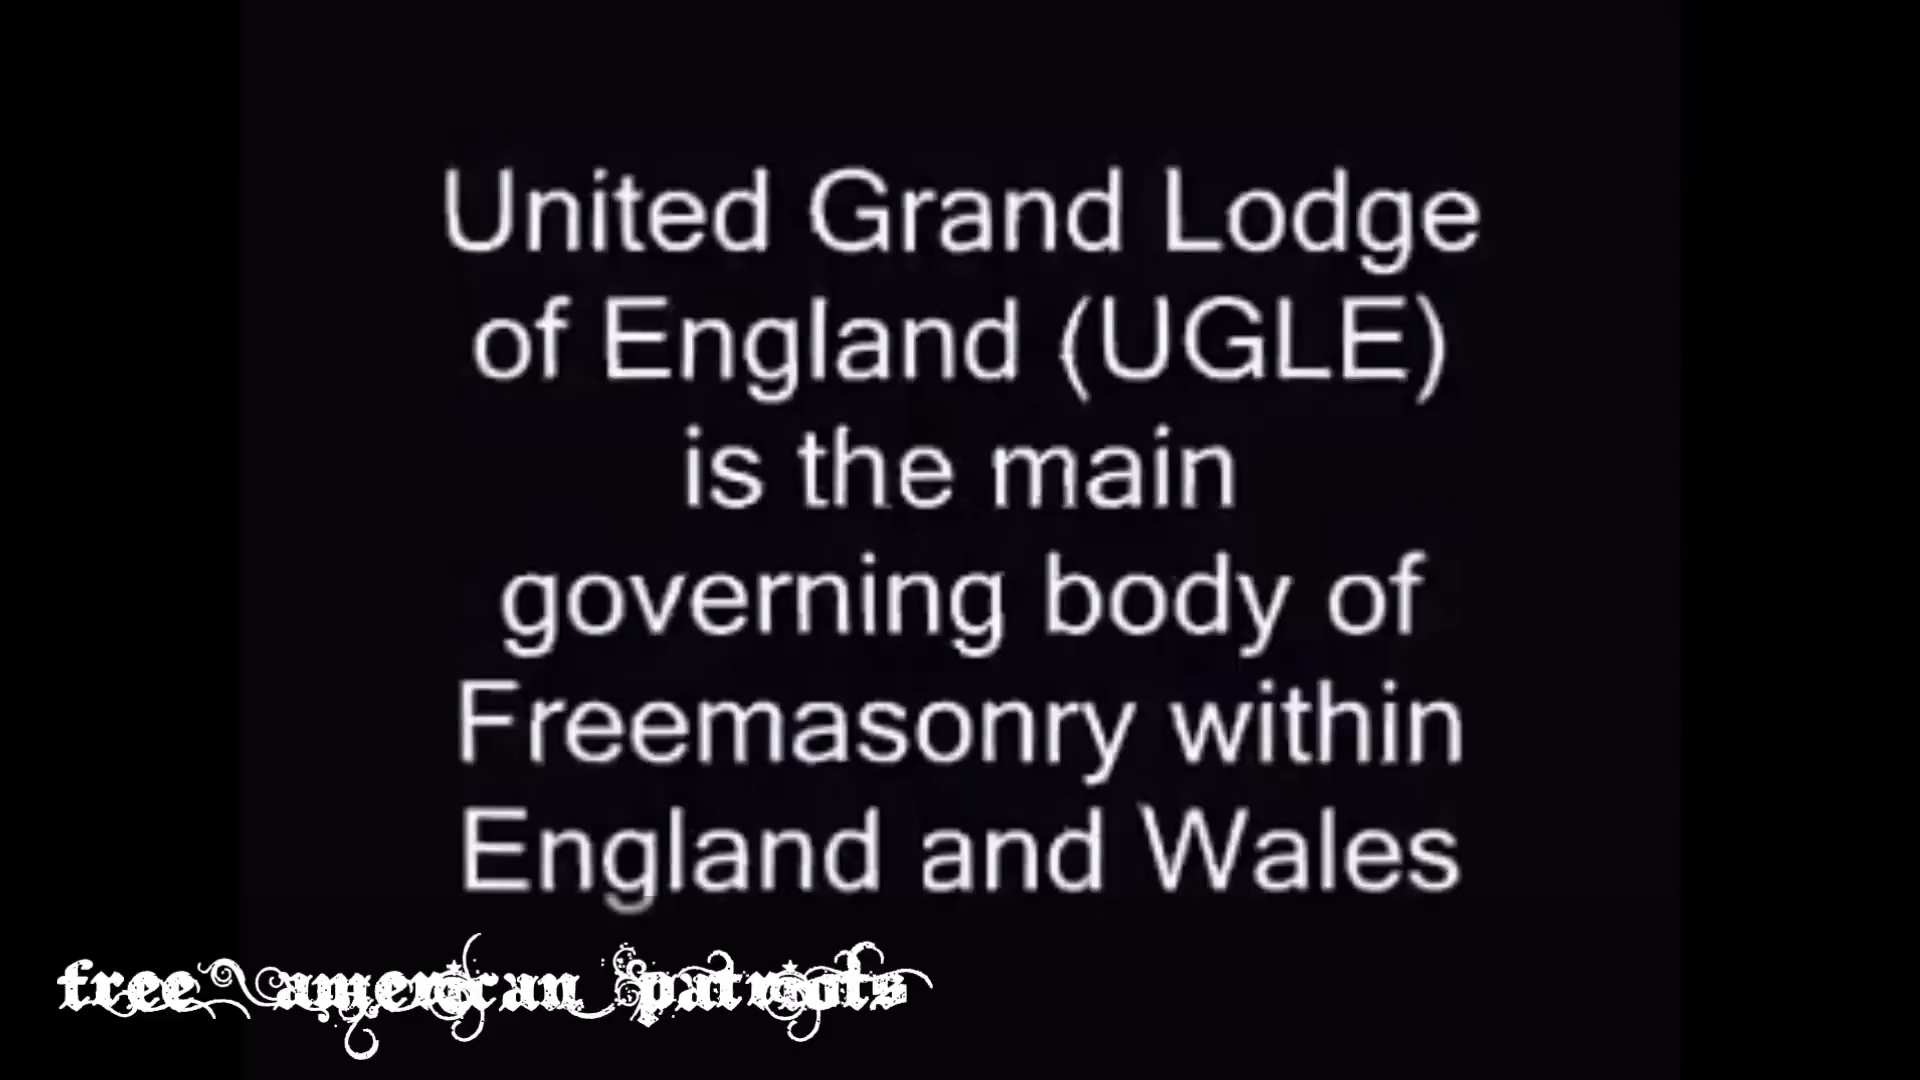 United Grand Lodge
of England (UGLE)
is the main
governing body of
Freemasonry within
England and Wales
free american patriots